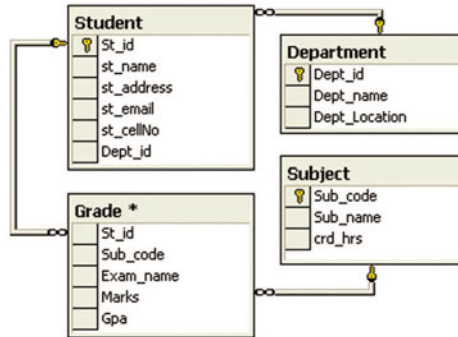 Student
St_id
st_name
st_address
st_email
st_cellNo
Dept_id
Department
Dept_id
Dept_name
Dept_Location
Grade *
St_id
Sub_code
Exam_name
Marks
Gpa
Subject
Sub_code
Sub_name
crd_hrs